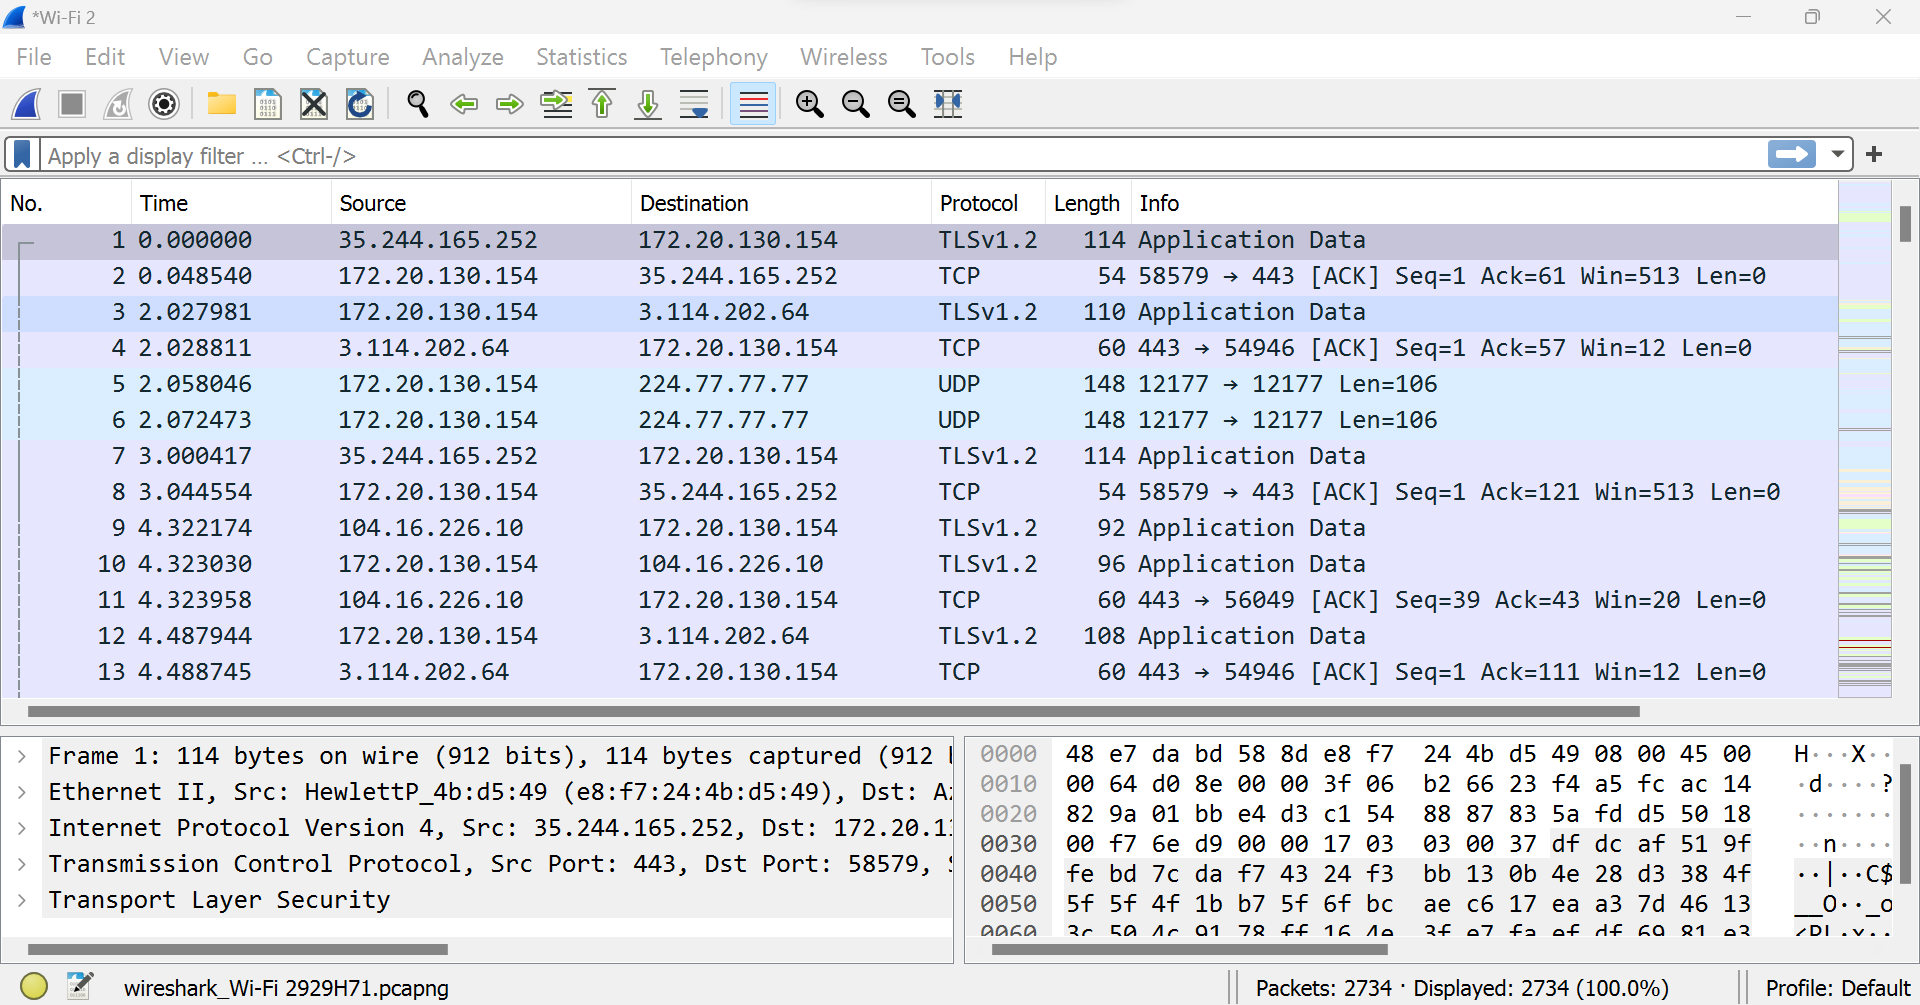 *Wi-Fi 2
File Edit View Go Capture Analyze Statistics Telephony Wireless Tools Help
Apply a display filter ... <Ctrl-/>
No. Time Source Destination Protocol Length Info
1 0.000000 35.244.165.252 172.20.130.154 TLSv1.2 114 Application Data
2 0.048540 172.20.130.154 35.244.165.252 TCP 54 58579 → 443 [ACK] Seq=1 Ack=61 Win=513 Len=0
3 2.027981 172.20.130.154 3.114.202.64 TLSv1.2 110 Application Data
4 2.028811 3.114.202.64 172.20.130.154 TCP 60 443 → 54946 [ACK] Seq=1 Ack=57 Win=12 Len=0
5 2.058046 172.20.130.154 224.77.77.77 UDP 148 12177 → 12177 Len=106
6 2.072473 172.20.130.154 224.77.77.77 UDP 148 12177 → 12177 Len=106
7 3.000417 35.244.165.252 172.20.130.154 TLSv1.2 114 Application Data
8 3.044554 172.20.130.154 35.244.165.252 TCP 54 58579 → 443 [ACK] Seq=1 Ack=121 Win=513 Len=0
9 4.322174 104.16.226.10 172.20.130.154 TLSv1.2 92 Application Data
10 4.323030 172.20.130.154 104.16.226.10 TLSv1.2 96 Application Data
11 4.323958 104.16.226.10 172.20.130.154 TCP 60 443 → 56049 [ACK] Seq=39 Ack=43 Win=20 Len=0
12 4.487944 172.20.130.154 3.114.202.64 TLSv1.2 108 Application Data
13 4.488745 3.114.202.64 172.20.130.154 TCP 60 443 → 54946 [ACK] Seq=1 Ack=111 Win=12 Len=0
Frame 1: 114 bytes on wire (912 bits), 114 bytes captured (912
Ethernet II, Src: HewlettP_4b:d5:49 (e8:f7:24:4b:d5:49), Dst:
Internet Protocol Version 4, Src: 35.244.165.252, Dst: 172.20.1
Transmission Control Protocol, Src Port: 443, Dst Port: 58579,
Transport Layer Security
0000 48 e7 da bd 58 8d e8 f7 24 4b d5 49 08 00 45 00 H···X··
0010 00 64 d0 8e 00 00 3f 06 b2 66 23 f4 a5 fc ac 14 ·d····?
0020 82 9a 01 bb e4 d3 c1 54 88 87 83 5a fd d5 50 18 ·······
0030 00 f7 6e d9 00 00 17 03 03 00 37 df dc af 51 9f ··n····
0040 fe bd 7c da f7 43 24 f3 bb 13 0b 4e 28 d3 38 4f ··|··C$
0050 5f 5f 4f 1b b7 5f 6f bc ae c6 17 ea a3 7d 46 13 __O··_o
0060 3c 50 4c 91 78 ff 16 4e 3f e7 fa ef df 69 81 e3 <PL·x··
wireshark_Wi-Fi 2929H71.pcapng
Packets: 2734 · Displayed: 2734 (100.0%)
Profile: Default